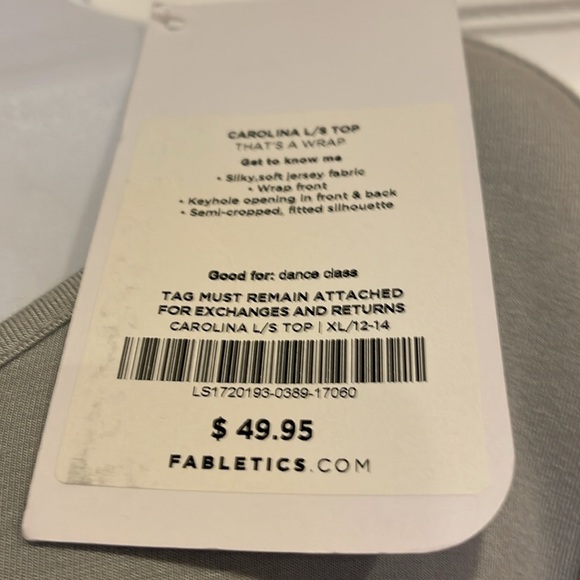 CAROLINA L/S TOP
THAT'S A WRAP
Get to know me
• Silky,soft jersey fabric
• Wrap front
• Keyhole opening in front & back
• Semi-cropped, fitted silhouette
Good for: dance class
TAG MUST REMAIN ATTACHED
FOR EXCHANGES AND RETURNS
CAROLINA L/S TOP | XL/12-14
LS1720193-0389-17060
$ 49.95
FABLETICS.COM